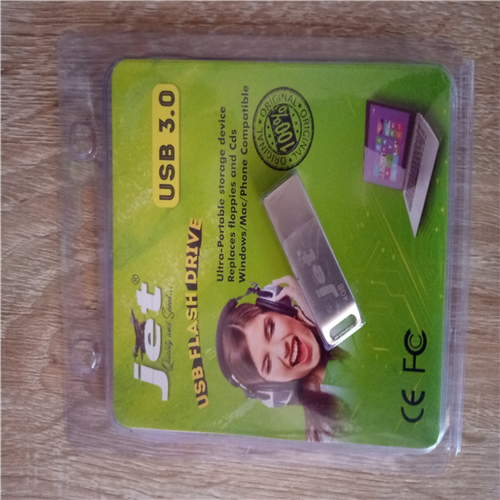 jet®
Quality and Stand...
USB FLASH DRIVE
USB 3.0
Ultra-Portable storage device
Replaces floppies and Cds
Windows/Mac/Phone Compatible
ORIGINAL
100%
ORIGINAL
CE FC